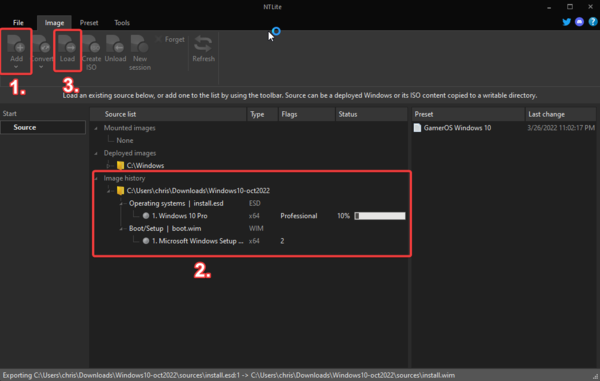 NTLite
File Image Preset Tools
Add Convert Load Create ISO Unload New session Forget Refresh
1. 3.
Load an existing source below, or add one to the list by using the toolbar. Source can be a deployed Windows or its ISO content copied to a writable directory.
Start Source list Type Flags Status Preset Last change
Source
Mounted images
None
Deployed images
C:\Windows
GamerOS Windows 10 3/26/2022 11:02:17 PM
Image history
C:\Users\chris\Downloads\Windows10-oct2022
Operating systems | install.esd ESD
1. Windows 10 Pro x64 Professional 10%
Boot/Setup | boot.wim WIM
1. Microsoft Windows Setup ... x64 2
2.
Exporting C:\Users\chris\Downloads\Windows10-oct2022\sources\install.esd:1 -> C:\Users\chris\Downloads\Windows10-oct2022\sources\install.wim